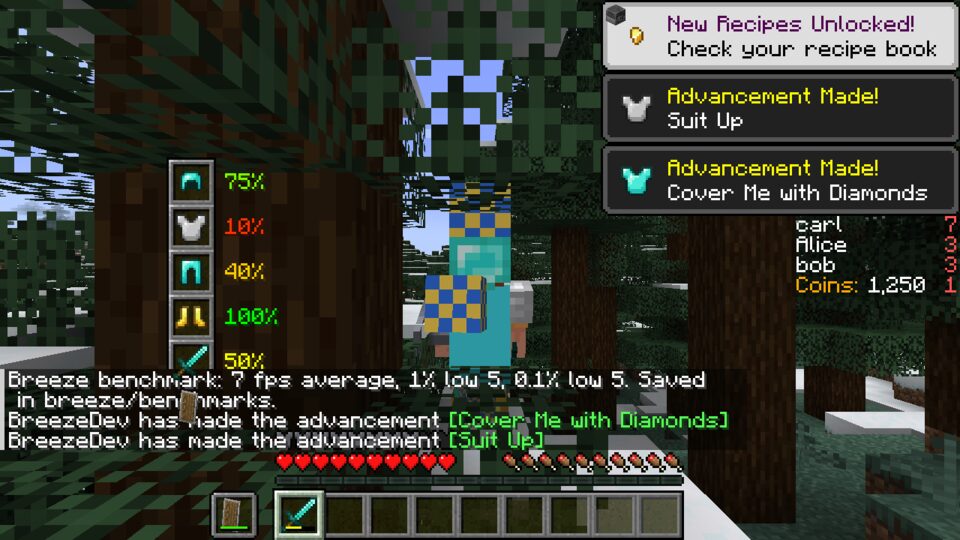 New Recipes Unlocked!
Check your recipe book
Advancement Made!
Suit Up
Advancement Made!
Cover Me with Diamonds
carl 7
Alice 3
bob 3
Coins: 1,250 1
75%
10%
40%
100%
50%
Breeze benchmark: 7 fps average, 1% low 5, 0.1% low 5. Saved
in breeze/benchmarks.
BreezeDev has made the advancement [Cover Me with Diamonds]
BreezeDev has made the advancement [Suit Up]